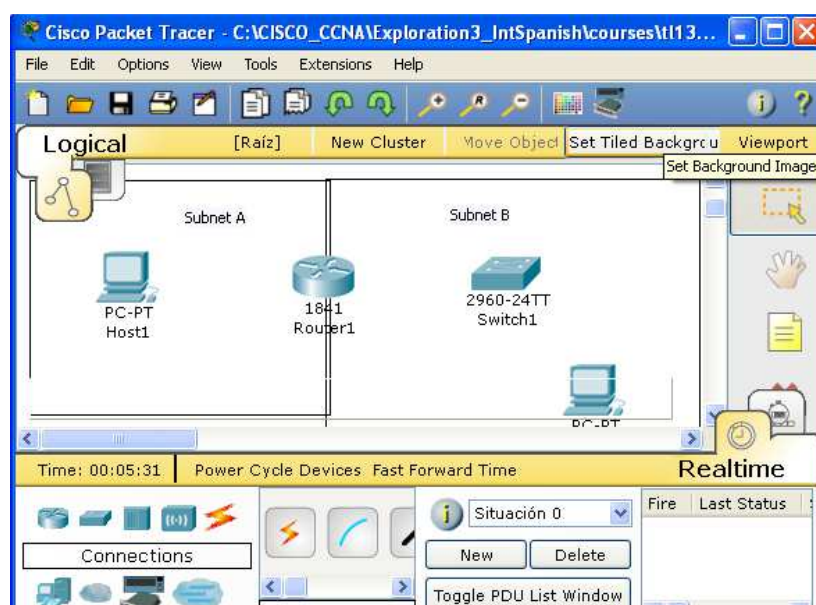 Cisco Packet Tracer - C:\CISCO_CCNA\Exploration3_IntSpanish\courses\tl13...
File Edit Options View Tools Extensions Help
Logical [Raíz] New Cluster Move Object Set Tiled Backgrou Viewport
Set Background Image
Subnet A
Subnet B
PC-PT
Host1
1841
Router1
2960-24TT
Switch1
PC-PT
Time: 00:05:31 Power Cycle Devices Fast Forward Time Realtime
Connections
Situación 0
New Delete
Toggle PDU List Window
Fire Last Status